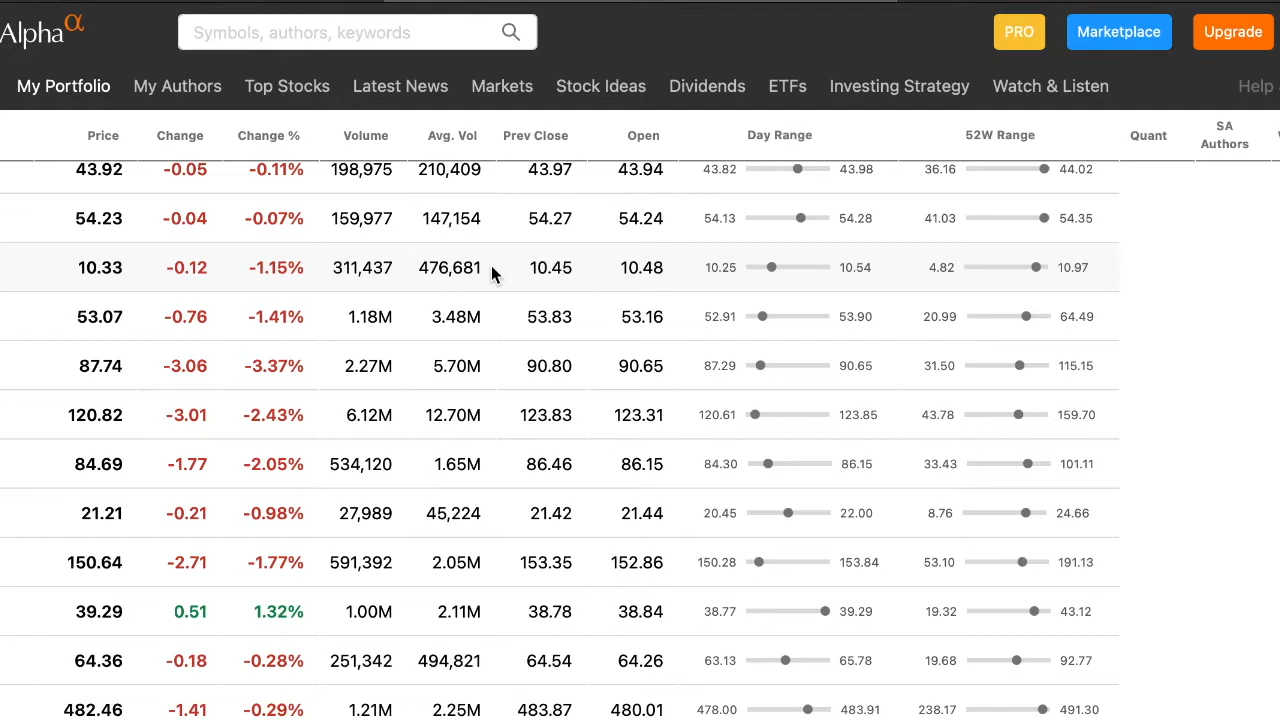 Alphaα
Symbols, authors, keywords
PRO
Marketplace
Upgrade
My Portfolio My Authors Top Stocks Latest News Markets Stock Ideas Dividends ETFs Investing Strategy Watch & Listen Help
Price Change Change % Volume Avg. Vol Prev Close Open Day Range 52W Range Quant SA Authors
43.92 -0.05 -0.11% 198,975 210,409 43.97 43.94 43.82 43.98 36.16 44.02
54.23 -0.04 -0.07% 159,977 147,154 54.27 54.24 54.13 54.28 41.03 54.35
10.33 -0.12 -1.15% 311,437 476,681 10.45 10.48 10.25 10.54 4.82 10.97
53.07 -0.76 -1.41% 1.18M 3.48M 53.83 53.16 52.91 53.90 20.99 64.49
87.74 -3.06 -3.37% 2.27M 5.70M 90.80 90.65 87.29 90.65 31.50 115.15
120.82 -3.01 -2.43% 6.12M 12.70M 123.83 123.31 120.61 123.85 43.78 159.70
84.69 -1.77 -2.05% 534,120 1.65M 86.46 86.15 84.30 86.15 33.43 101.11
21.21 -0.21 -0.98% 27,989 45,224 21.42 21.44 20.45 22.00 8.76 24.66
150.64 -2.71 -1.77% 591,392 2.05M 153.35 152.86 150.28 153.84 53.10 191.13
39.29 0.51 1.32% 1.00M 2.11M 38.78 38.84 38.77 39.29 19.32 43.12
64.36 -0.18 -0.28% 251,342 494,821 64.54 64.26 63.13 65.78 19.68 92.77
482.46 -1.41 -0.29% 1.21M 2.25M 483.87 480.01 478.00 483.91 238.17 491.30